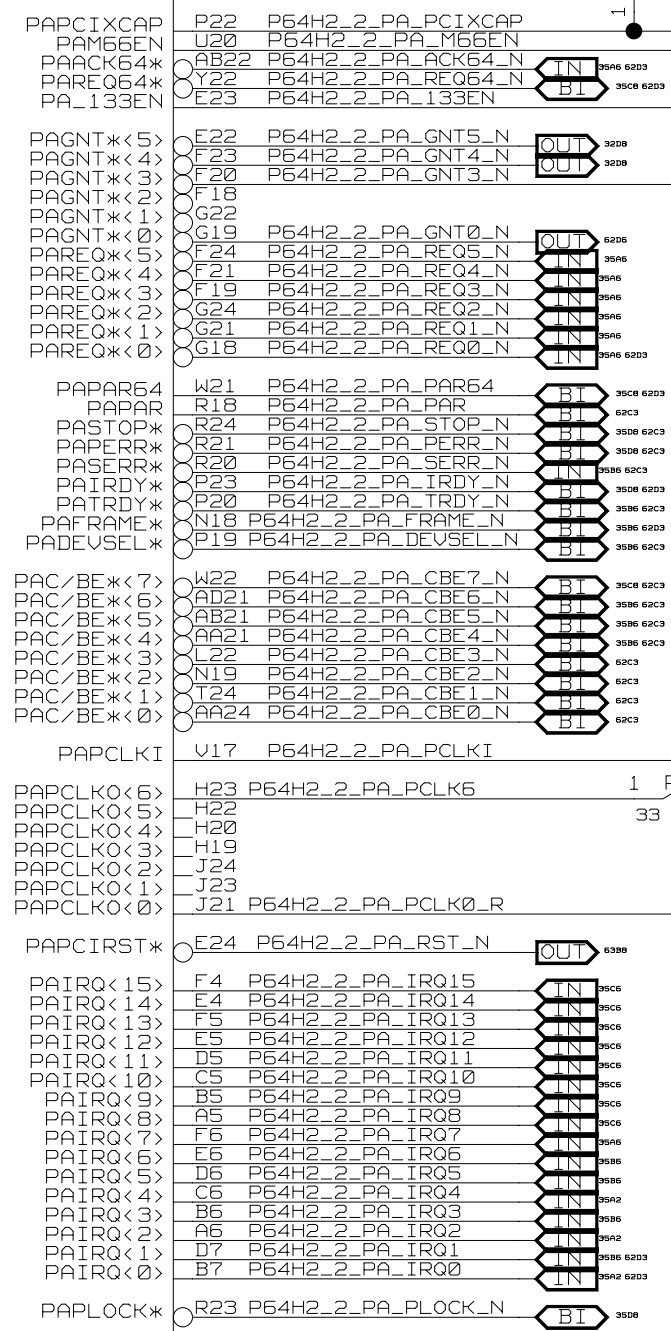 1
PAPCIXCAP P22 P64H2_2_PA_PCIXCAP
PAM66EN U20 P64H2_2_PA_M66EN
PAACK64* AB22 P64H2_2_PA_ACK64_N IN 35A6 62D3
PAREQ64* Y22 P64H2_2_PA_REQ64_N BI 35C8 62D3
PA_133EN E23 P64H2_2_PA_133EN
PAGNT*<5> E22 P64H2_2_PA_GNT5_N OUT 32D8
PAGNT*<4> F23 P64H2_2_PA_GNT4_N OUT 32D8
PAGNT*<3> F20 P64H2_2_PA_GNT3_N
PAGNT*<2> F18
PAGNT*<1> G22
PAGNT*<0> G19 P64H2_2_PA_GNT0_N OUT 62D6
PAREQ*<5> F24 P64H2_2_PA_REQ5_N IN 35A6
PAREQ*<4> F21 P64H2_2_PA_REQ4_N IN 35A6
PAREQ*<3> F19 P64H2_2_PA_REQ3_N IN 35A6
PAREQ*<2> G24 P64H2_2_PA_REQ2_N IN 35A6
PAREQ*<1> G21 P64H2_2_PA_REQ1_N IN 35A6
PAREQ*<0> G18 P64H2_2_PA_REQ0_N IN 35A6 62D3
PAPAR64 W21 P64H2_2_PA_PAR64 BI 35C8 62D3
PAPAR R18 P64H2_2_PA_PAR BI 62C3
PASTOP* R24 P64H2_2_PA_STOP_N BI 35D8 62C3
PAPERR* R21 P64H2_2_PA_PERR_N BI 35D8 62C3
PASERR* R20 P64H2_2_PA_SERR_N IN 35B6 62C3
PAIRDY* P23 P64H2_2_PA_IRDY_N BI 35D8 62D3
PATRDY* P20 P64H2_2_PA_TRDY_N BI 35B6 62C3
PAFRAME* N18 P64H2_2_PA_FRAME_N BI 35B6 62D3
PADEVSEL* P19 P64H2_2_PA_DEVSEL_N BI 35B6 62C3
PAC/BE*<7> W22 P64H2_2_PA_CBE7_N BI 35C8 62C3
PAC/BE*<6> AD21 P64H2_2_PA_CBE6_N BI 35B6 62C3
PAC/BE*<5> AB21 P64H2_2_PA_CBE5_N BI 35B6 62C3
PAC/BE*<4> AA21 P64H2_2_PA_CBE4_N BI 35B6 62C3
PAC/BE*<3> L22 P64H2_2_PA_CBE3_N BI 62C3
PAC/BE*<2> N19 P64H2_2_PA_CBE2_N BI 62C3
PAC/BE*<1> T24 P64H2_2_PA_CBE1_N BI 62C3
PAC/BE*<0> AA24 P64H2_2_PA_CBE0_N BI 62C3
PAPCLKI V17 P64H2_2_PA_PCLKI
PAPCLKO<6> H23 P64H2_2_PA_PCLK6 1 P
PAPCLKO<5> H22 33
PAPCLKO<4> H20
PAPCLKO<3> H19
PAPCLKO<2> J24
PAPCLKO<1> J23
PAPCLKO<0> J21 P64H2_2_PA_PCLK0_R
PAPCIRST* E24 P64H2_2_PA_RST_N OUT 63B8
PAIRQ<15> F4 P64H2_2_PA_IRQ15 IN 35C6
PAIRQ<14> E4 P64H2_2_PA_IRQ14 IN 35C6
PAIRQ<13> F5 P64H2_2_PA_IRQ13 IN 35C6
PAIRQ<12> E5 P64H2_2_PA_IRQ12 IN 35C6
PAIRQ<11> D5 P64H2_2_PA_IRQ11 IN 35C6
PAIRQ<10> C5 P64H2_2_PA_IRQ10 IN 35C6
PAIRQ<9> B5 P64H2_2_PA_IRQ9 IN 35C6
PAIRQ<8> A5 P64H2_2_PA_IRQ8 IN 35C6
PAIRQ<7> F6 P64H2_2_PA_IRQ7 IN 35A6
PAIRQ<6> E6 P64H2_2_PA_IRQ6 IN 35B6
PAIRQ<5> D6 P64H2_2_PA_IRQ5 IN 35B6
PAIRQ<4> C6 P64H2_2_PA_IRQ4 IN 35A2
PAIRQ<3> B6 P64H2_2_PA_IRQ3 IN 35B6
PAIRQ<2> A6 P64H2_2_PA_IRQ2 IN 35A2
PAIRQ<1> D7 P64H2_2_PA_IRQ1 IN 35B6 62D3
PAIRQ<0> B7 P64H2_2_PA_IRQ0 IN 35A2 62D3
PAPLOCK* R23 P64H2_2_PA_PLOCK_N BI 35D8